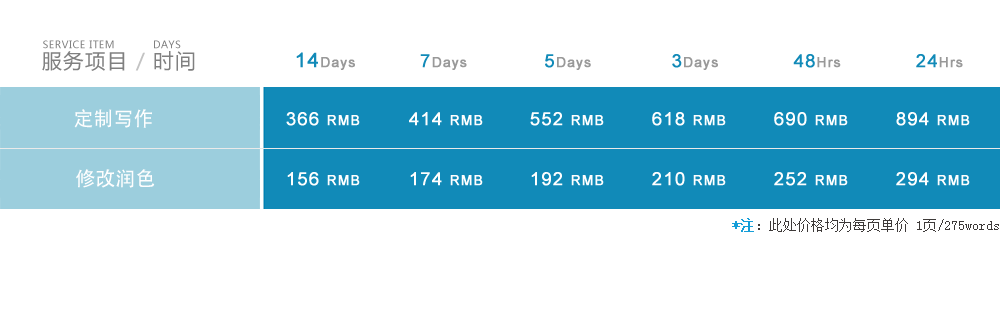 SERVICE ITEM DAYS
服务项目 / 时间 14Days 7Days 5Days 3Days 48Hrs 24Hrs
定制写作 366 RMB 414 RMB 552 RMB 618 RMB 690 RMB 894 RMB
修改润色 156 RMB 174 RMB 192 RMB 210 RMB 252 RMB 294 RMB
*注：此处价格均为每页单价 1页/275words